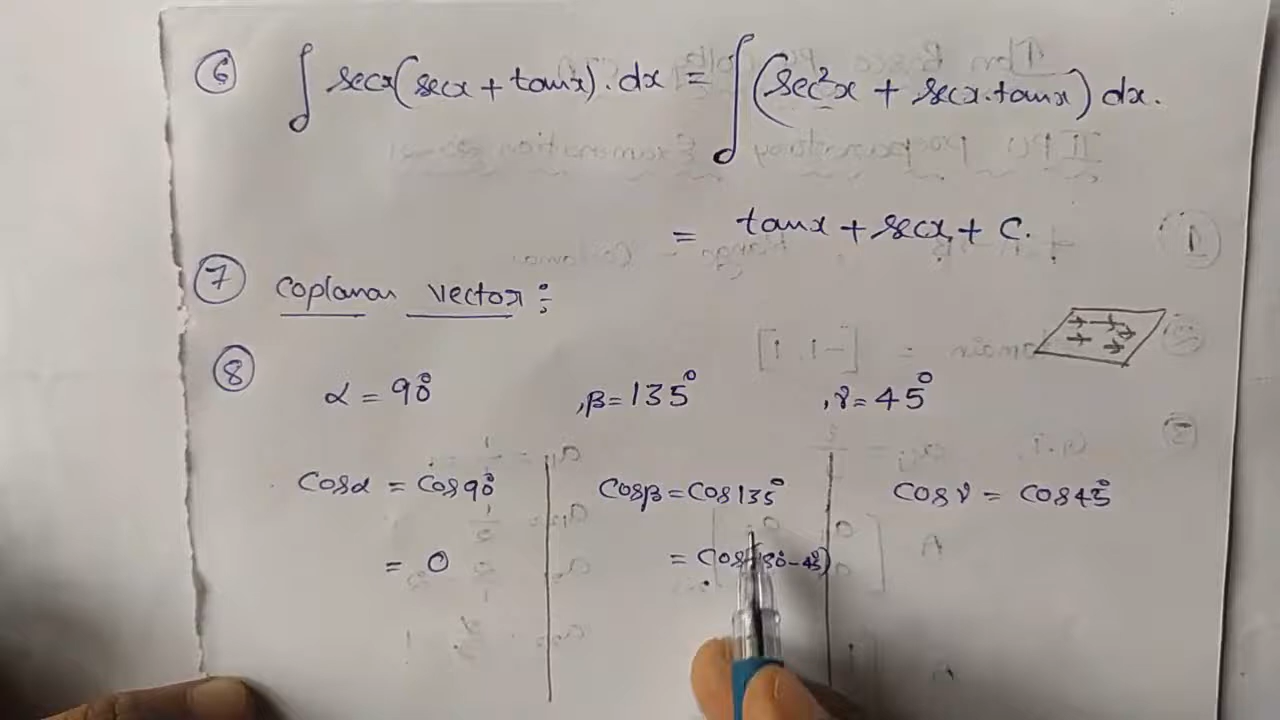 ⑥ ∫ secx(secx + tanx).dx = ∫(sec²x + secx.tanx) dx.
= tanx + secx + C.
⑦ Coplanar vector:
⑧
α = 90° , β = 135° , γ = 45°
Cosα = Cos90° Cosβ = Cos135° Cosγ = Cos45°
= 0 = Cos(180°-45°)